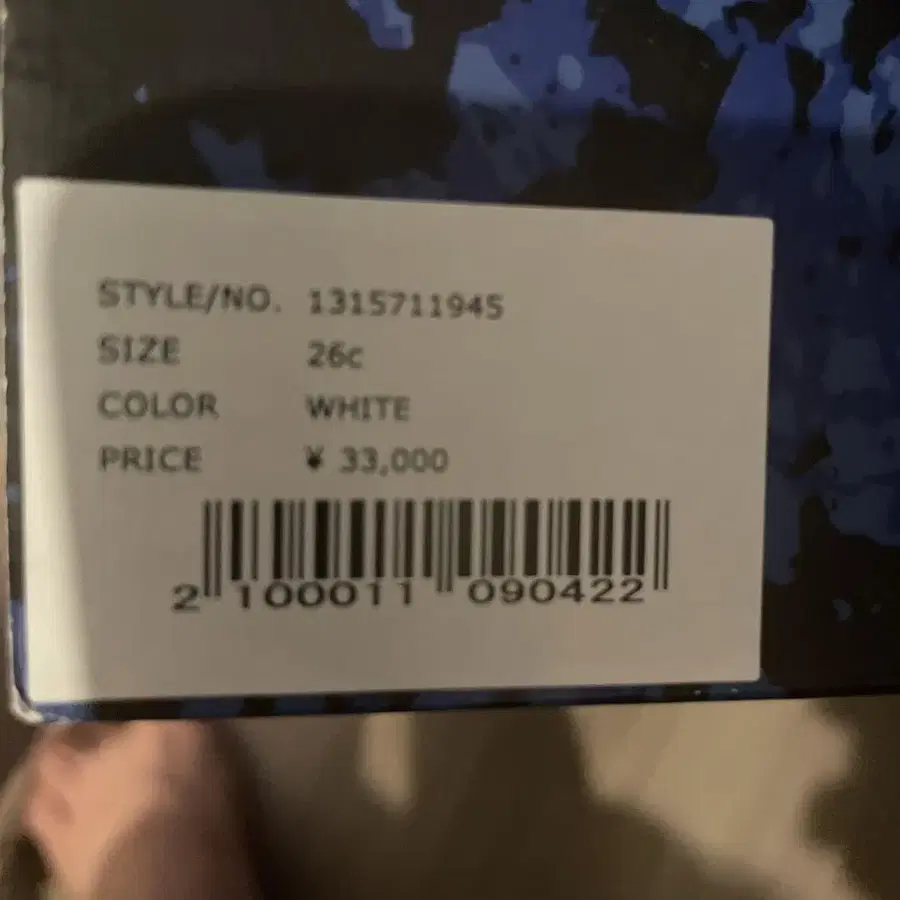 STYLE/NO. 1315711945
SIZE 26c
COLOR WHITE
PRICE ¥ 33,000
2 100011 090422